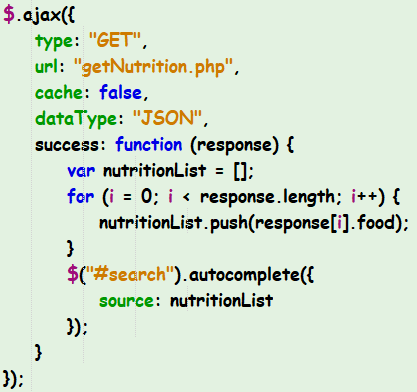 $.ajax({
    type: "GET",
    url: "getNutrition.php",
    cache: false,
    dataType: "JSON",
    success: function (response) {
        var nutritionList = [];
        for (i = 0; i < response.length; i++) {
            nutritionList.push(response[i].food);
        }
        $("#search").autocomplete({
            source: nutritionList
        });
    }
});